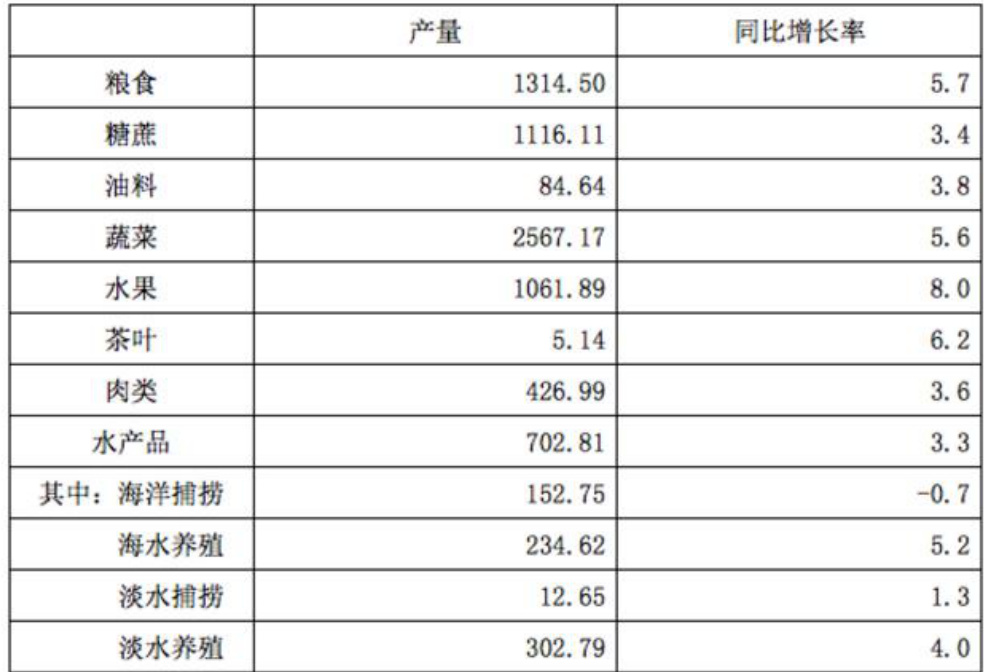 产量 同比增长率
粮食 1314.50 5.7
糖蔗 1116.11 3.4
油料 84.64 3.8
蔬菜 2567.17 5.6
水果 1061.89 8.0
茶叶 5.14 6.2
肉类 426.99 3.6
水产品 702.81 3.3
其中：海洋捕捞 152.75 -0.7
海水养殖 234.62 5.2
淡水捕捞 12.65 1.3
淡水养殖 302.79 4.0